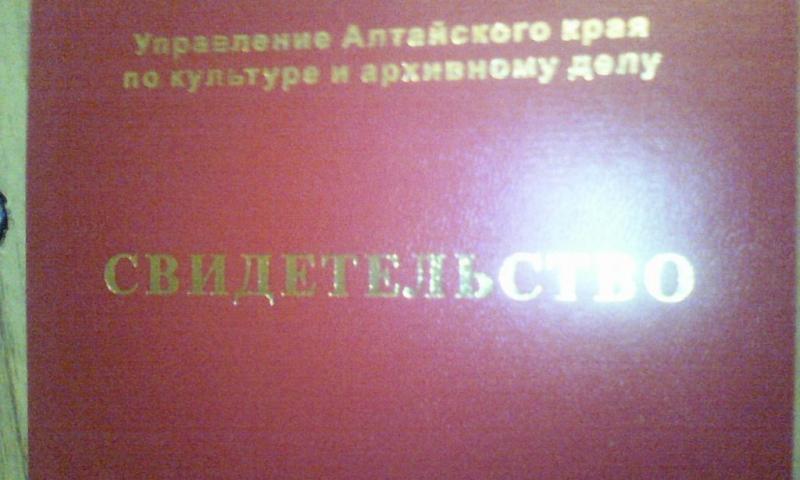 Управление Алтайского края
по культуре и архивному делу
СВИДЕТЕЛЬСТВО